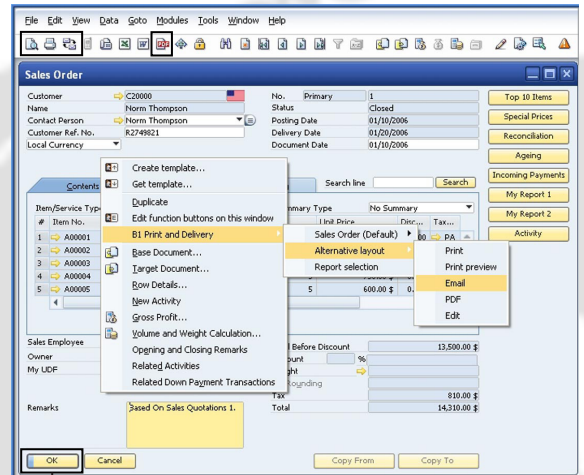 File Edit View Data Goto Modules Tools Window Help
Sales Order
Customer C20000 No. Primary 1
Name Norm Thompson Status Closed
Contact Person Norm Thompson Posting Date 01/10/2006
Customer Ref. No. R2749821 Delivery Date 01/20/2006
Local Currency Document Date 01/10/2006
Top 10 Items
Special Prices
Reconciliation
Ageing
Incoming Payments
My Report 1
My Report 2
Activity
Contents Search line Search
Item/Service Typ No Summary
# Item No. Unit Price Disc... Tax...
1 A00001 PA
2 A00002
3 A00003
4 A00004
5 A00005 5 600.00 $ 0.
Create template...
Get template...
Duplicate
Edit function buttons on this window
B1 Print and Delivery
Base Document...
Target Document...
Row Details...
New Activity
Gross Profit...
Volume and Weight Calculation...
Opening and Closing Remarks
Related Activities
Related Down Payment Transactions
Sales Order (Default)
Alternative layout
Report selection
Print
Print preview
Email
PDF
Edit
Sales Employee Before Discount 13,500.00 $
Owner %
My UDF
Tax 810.00 $
Remarks Based On Sales Quotations 1. Total 14,310.00 $
OK Cancel Copy From Copy To